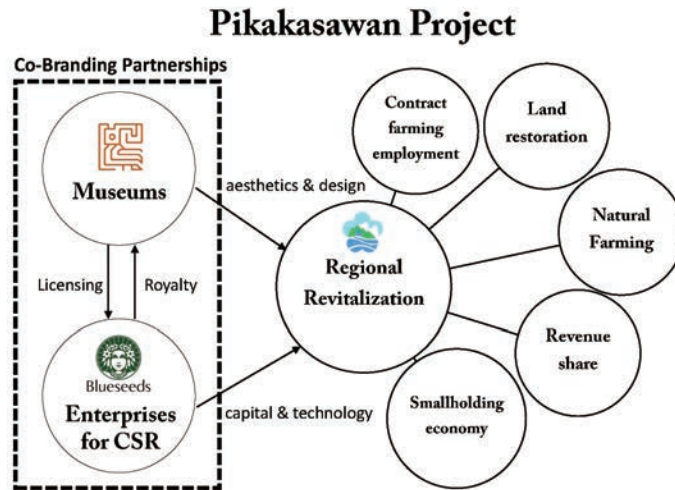 Pikakasawan Project
Co-Branding Partnerships
Museums
Licensing
Royalty
Blueseeds
Enterprises
for CSR
aesthetics & design
capital & technology
Regional
Revitalization
Contract
farming
employment
Land
restoration
Natural
Farming
Revenue
share
Smallholding
economy